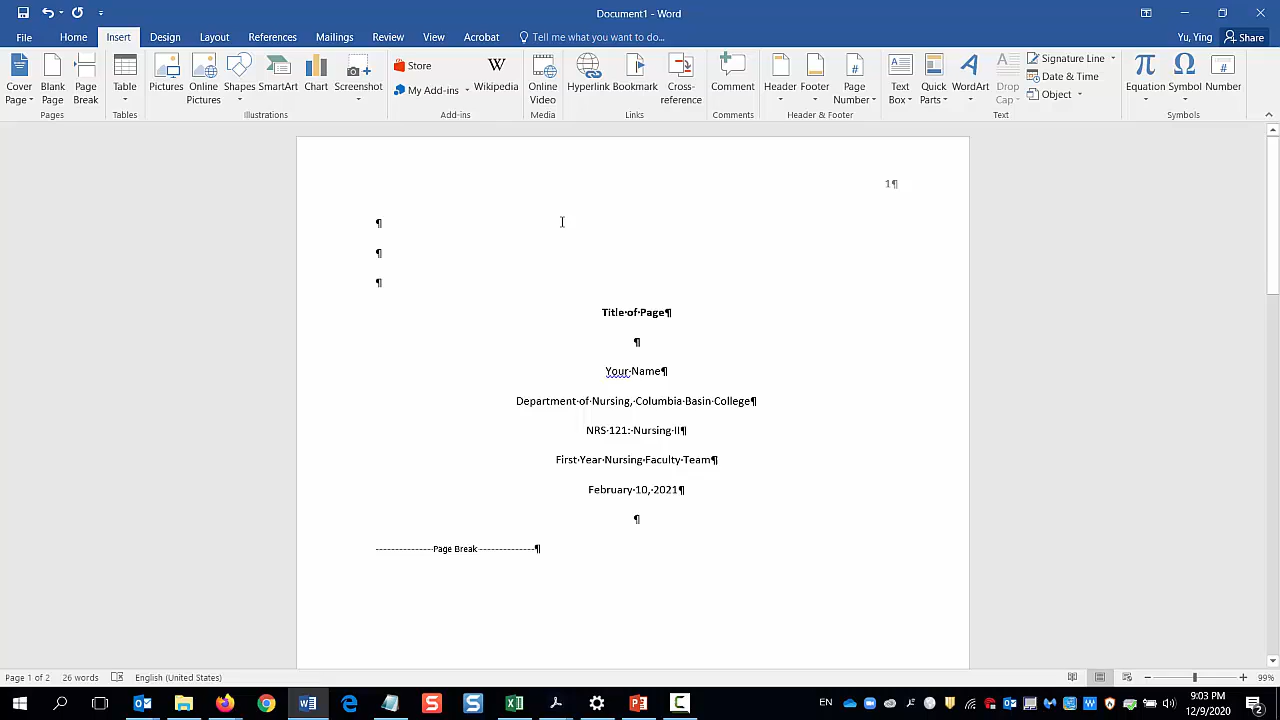 Document1 - Word
File Home Insert Design Layout References Mailings Review View Acrobat Tell me what you want to do... Yu, Ying Share
Cover Page Blank Page Page Break Table Pictures Online Pictures Shapes SmartArt Chart Screenshot Store My Add-ins Wikipedia Online Video Hyperlink Bookmark Cross-reference Comment Header Footer Page Number Text Box Quick Parts WordArt Drop Cap Signature Line Date & Time Object Equation Symbol Number
Pages Tables Illustrations Add-ins Media Links Comments Header & Footer Text Symbols
1¶
¶
¶
¶
Title·of·Page¶
¶
Your·Name¶
Department·of·Nursing,·Columbia·Basin·College¶
NRS·121:·Nursing·II¶
First·Year·Nursing·Faculty·Team¶
February·10,·2021¶
¶
Page Break ¶
Page 1 of 2 26 words English (United States) 99%
EN 9:03 PM
12/9/2020